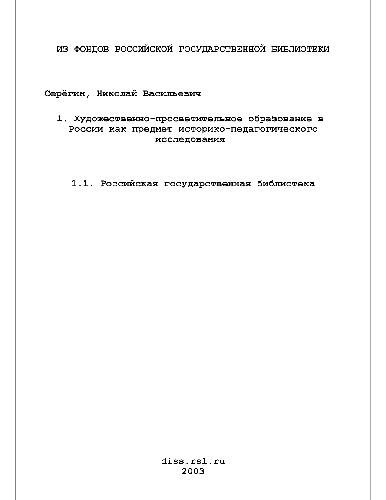 ИЗ ФОНДОВ РОССИЙСКОЙ ГОСУДАРСТВЕННОЙ БИБЛИОТЕКИ
Серёгин, Николай Васильевич
1. Художественно-просветительное образование в
России как предмет историко-педагогического
исследования
1.1. Российская государственная библиотека
diss.rsl.ru
2003